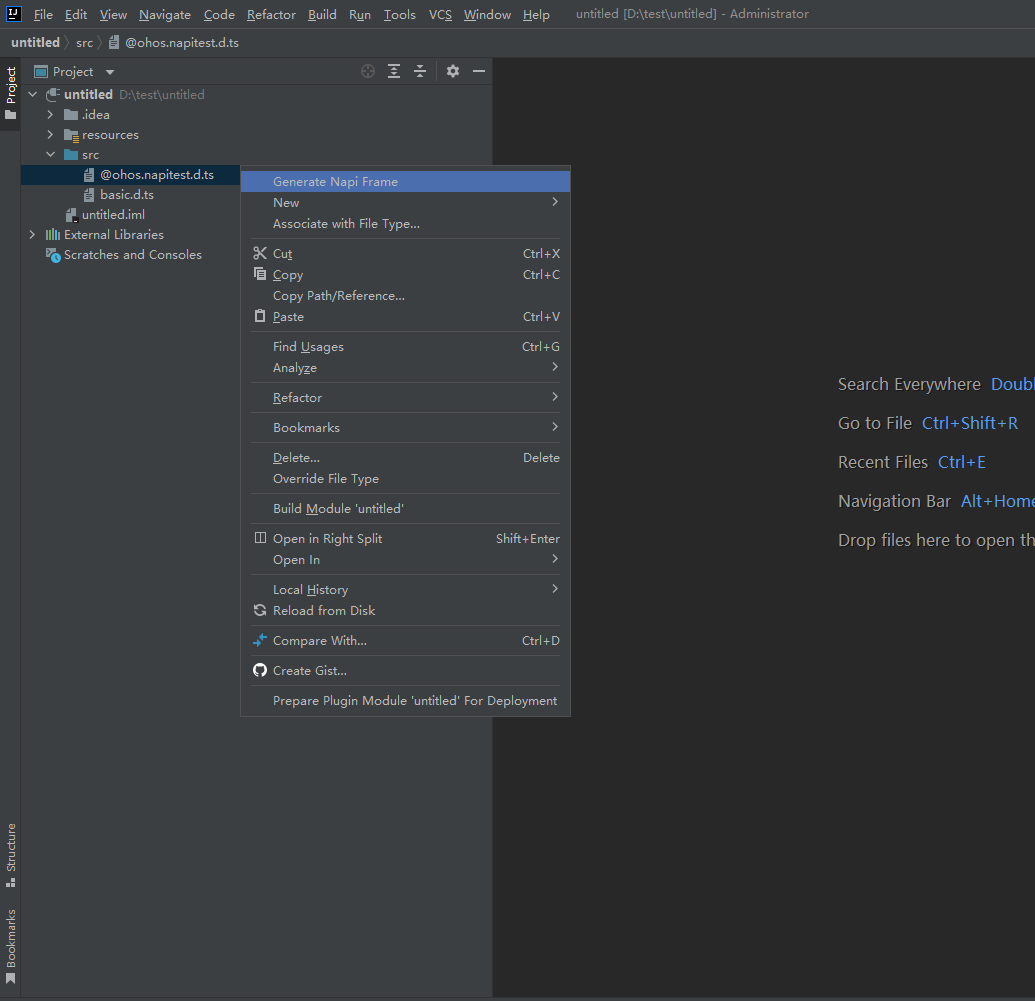 IJ File Edit View Navigate Code Refactor Build Run Tools VCS Window Help untitled [D:\test\untitled] - Administrator
untitled src @ohos.napitest.d.ts
Project
Project
untitled D:\test\untitled
.idea
resources
src
@ohos.napitest.d.ts
basic.d.ts
untitled.iml
External Libraries
Scratches and Consoles
Generate Napi Frame
New
Associate with File Type...
Cut Ctrl+X
Copy Ctrl+C
Copy Path/Reference...
Paste Ctrl+V
Find Usages Ctrl+G
Analyze
Refactor
Bookmarks
Delete... Delete
Override File Type
Build Module 'untitled'
Open in Right Split Shift+Enter
Open In
Local History
Reload from Disk
Compare With... Ctrl+D
Create Gist...
Prepare Plugin Module 'untitled' For Deployment
Search Everywhere Doubl
Go to File Ctrl+Shift+R
Recent Files Ctrl+E
Navigation Bar Alt+Home
Drop files here to open th
Structure
Bookmarks